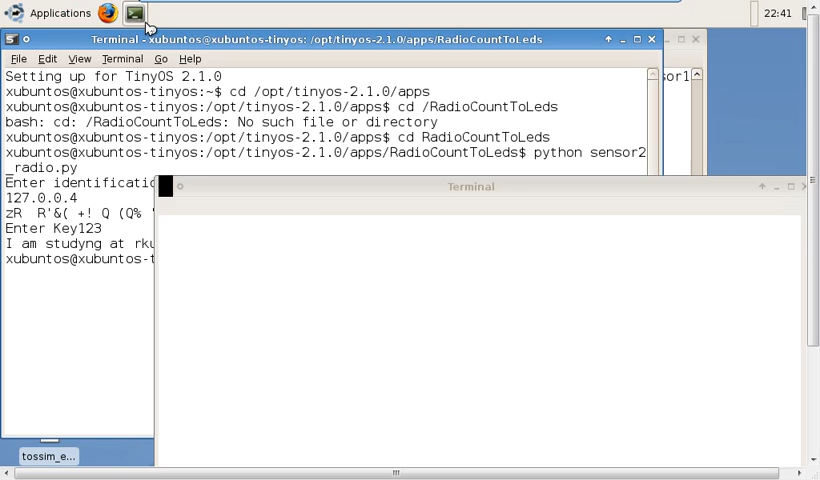 Applications
22:41
Terminal - xubuntos@xubuntos-tinyos: /opt/tinyos-2.1.0/apps/RadioCountToLeds
File Edit View Terminal Go Help
Setting up for TinyOS 2.1.0
sor1
xubuntos@xubuntos-tinyos:~$ cd /opt/tinyos-2.1.0/apps
xubuntos@xubuntos-tinyos:/opt/tinyos-2.1.0/apps$ cd /RadioCountToLeds
bash: cd: /RadioCountToLeds: No such file or directory
xubuntos@xubuntos-tinyos:/opt/tinyos-2.1.0/apps$ cd RadioCountToLeds
xubuntos@xubuntos-tinyos:/opt/tinyos-2.1.0/apps/RadioCountToLeds$ python sensor2
_radio.py
Enter identificatio
Terminal
127.0.0.4
zR R'&( +! Q (Q%
Enter Key123
I am studyng at rku
xubuntos@xubuntos-t
tossim_e...